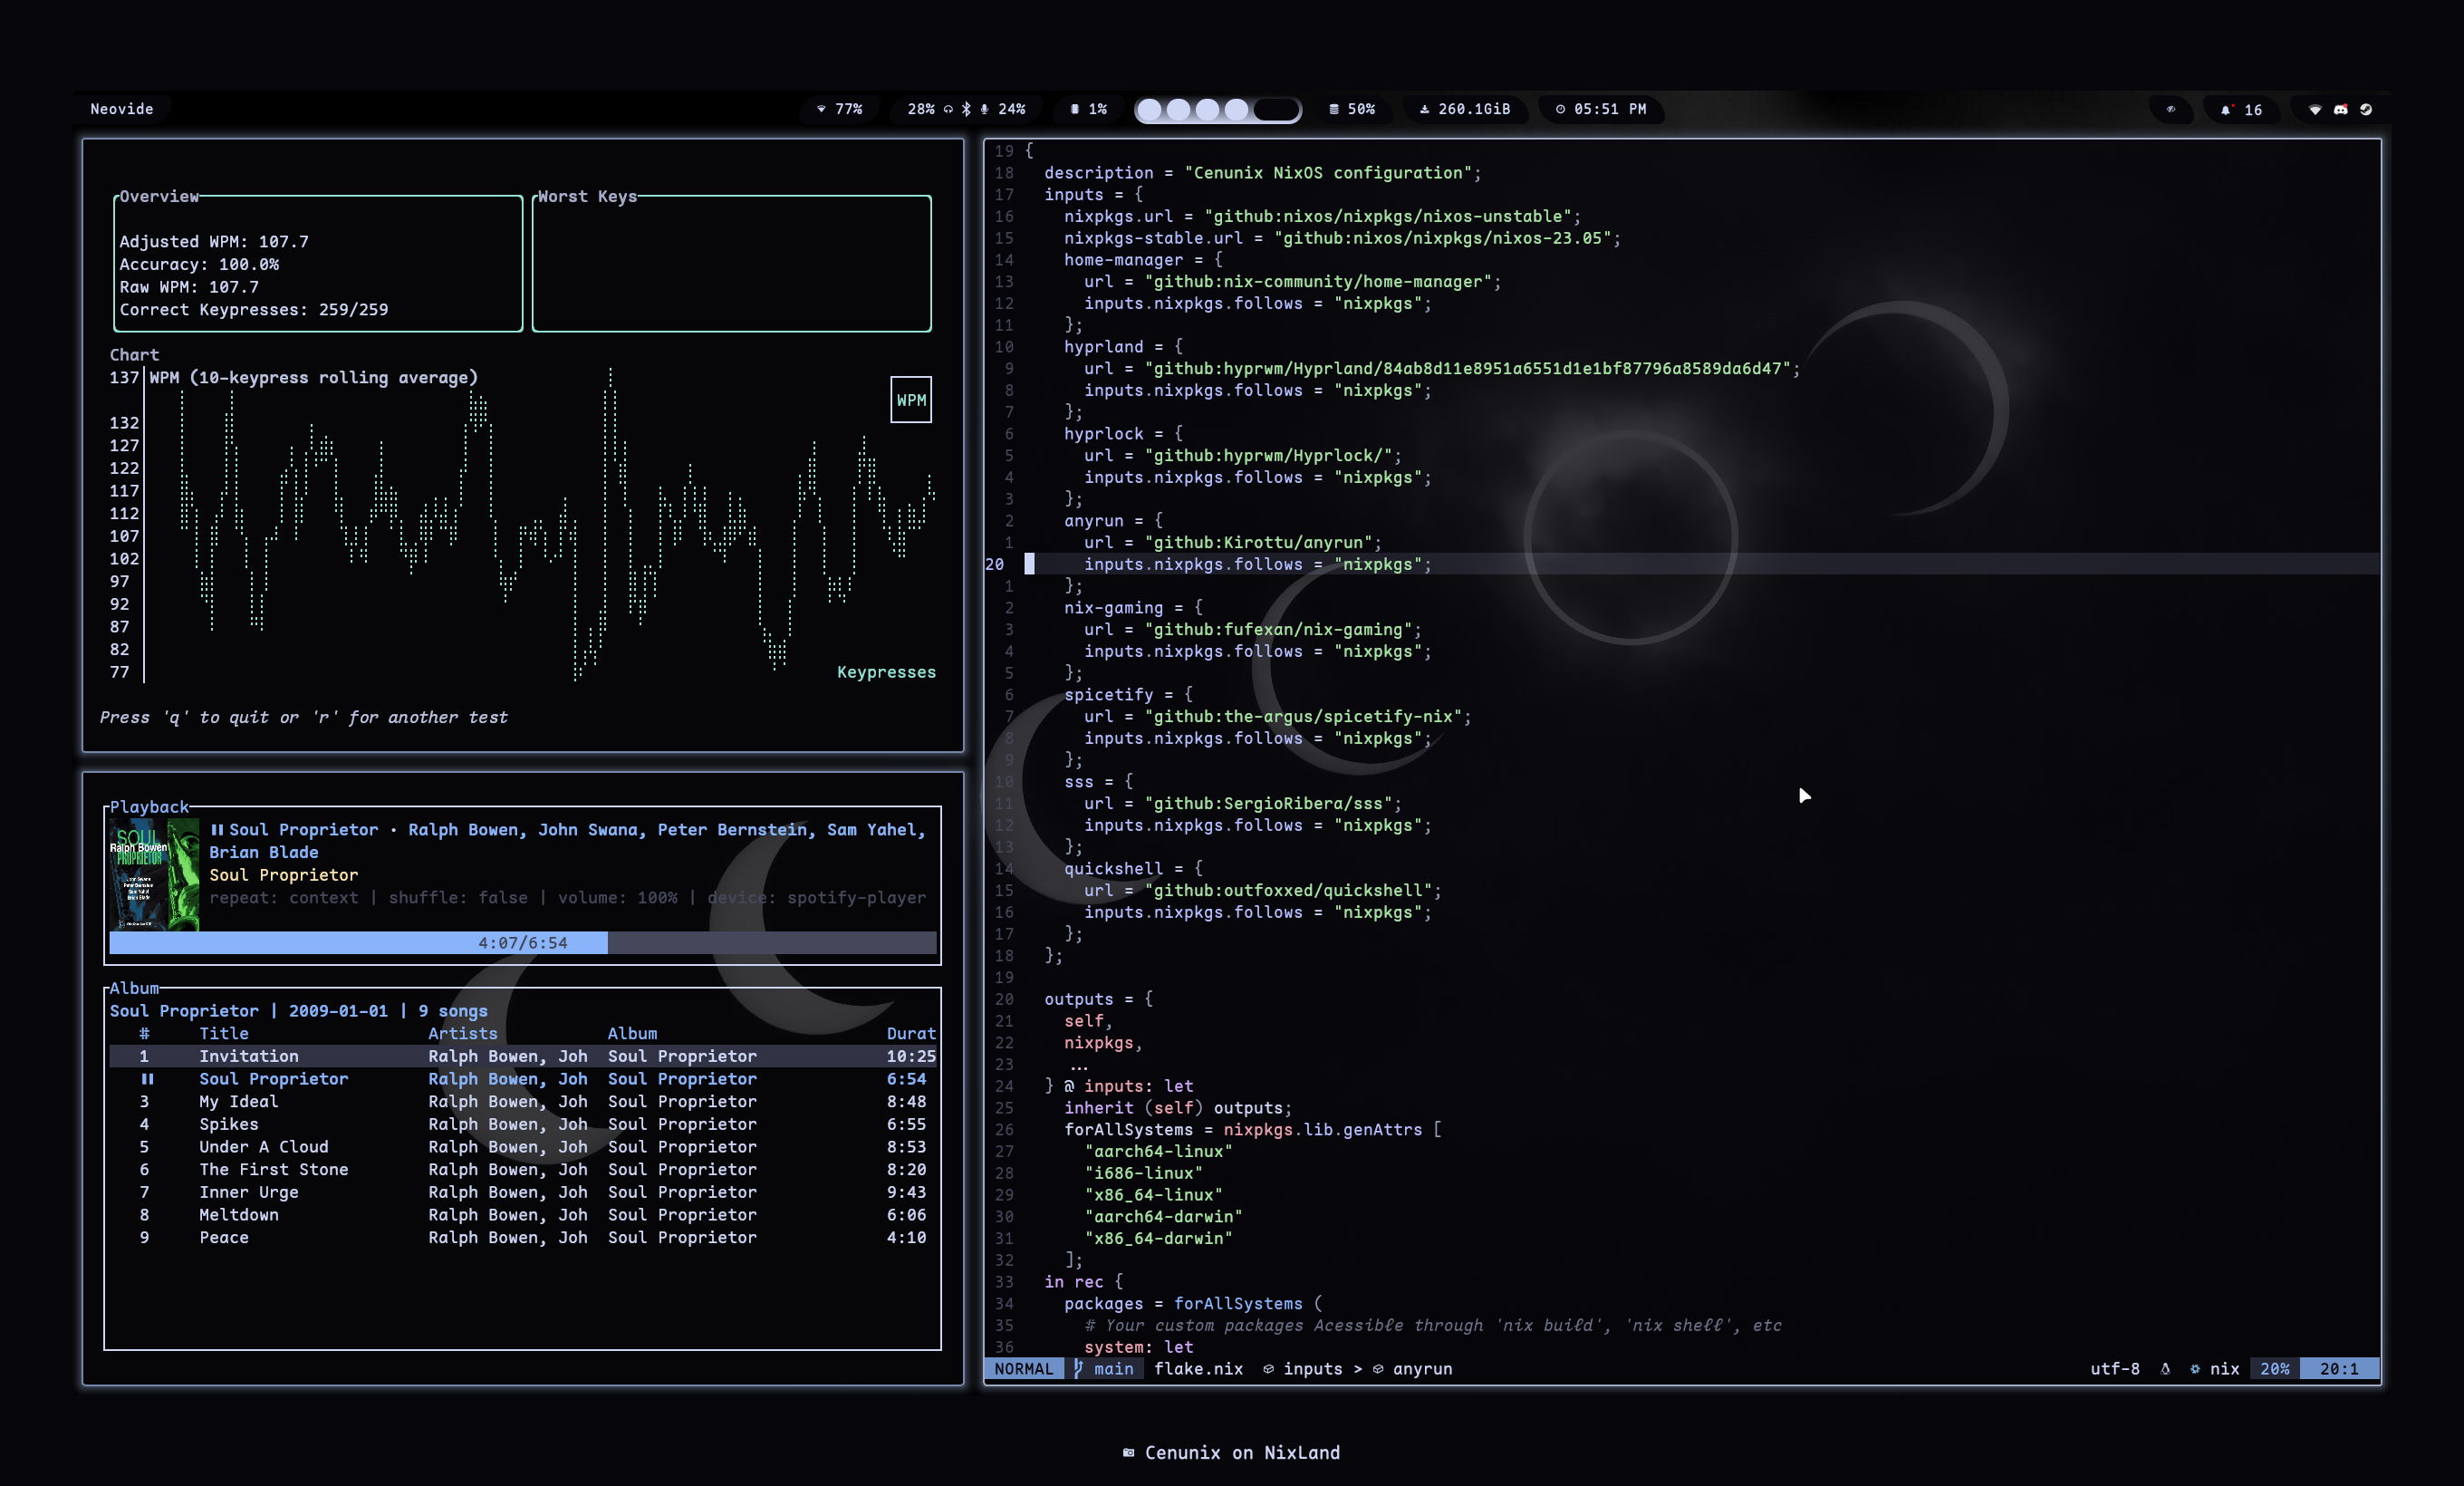 Neovide
77%
28% 24%
1%
50%
260.1GiB
05:51 PM
16
Overview
Adjusted WPM: 107.7
Accuracy: 100.0%
Raw WPM: 107.7
Correct Keypresses: 259/259
Worst Keys
Chart
137 WPM (10-keypress rolling average)
WPM
132
127
122
117
112
107
102
97
92
87
82
77
Keypresses
Press 'q' to quit or 'r' for another test
Playback
SOUL
Ralph Bowen
PROPRIETOR
Soul Proprietor • Ralph Bowen, John Swana, Peter Bernstein, Sam Yahel,
Brian Blade
Soul Proprietor
repeat: context | shuffle: false | volume: 100% | device: spotify-player
4:07/6:54
Album
Soul Proprietor | 2009-01-01 | 9 songs
# Title Artists Album Durat
1 Invitation Ralph Bowen, Joh Soul Proprietor 10:25
Soul Proprietor Ralph Bowen, Joh Soul Proprietor 6:54
3 My Ideal Ralph Bowen, Joh Soul Proprietor 8:48
4 Spikes Ralph Bowen, Joh Soul Proprietor 6:55
5 Under A Cloud Ralph Bowen, Joh Soul Proprietor 8:53
6 The First Stone Ralph Bowen, Joh Soul Proprietor 8:20
7 Inner Urge Ralph Bowen, Joh Soul Proprietor 9:43
8 Meltdown Ralph Bowen, Joh Soul Proprietor 6:06
9 Peace Ralph Bowen, Joh Soul Proprietor 4:10
19 {
18 description = "Cenunix NixOS configuration";
17 inputs = {
16 nixpkgs.url = "github:nixos/nixpkgs/nixos-unstable";
15 nixpkgs-stable.url = "github:nixos/nixpkgs/nixos-23.05";
14 home-manager = {
13 url = "github:nix-community/home-manager";
12 inputs.nixpkgs.follows = "nixpkgs";
11 };
10 hyprland = {
9 url = "github:hyprwm/Hyprland/84ab8d11e8951a6551d1e1bf87796a8589da6d47";
8 inputs.nixpkgs.follows = "nixpkgs";
7 };
6 hyprlock = {
5 url = "github:hyprwm/Hyprlock/";
4 inputs.nixpkgs.follows = "nixpkgs";
3 };
2 anyrun = {
1 url = "github:Kirottu/anyrun";
20 inputs.nixpkgs.follows = "nixpkgs";
1 };
2 nix-gaming = {
3 url = "github:fufexan/nix-gaming";
4 inputs.nixpkgs.follows = "nixpkgs";
5 };
6 spicetify = {
7 url = "github:the-argus/spicetify-nix";
8 inputs.nixpkgs.follows = "nixpkgs";
9 };
10 sss = {
11 url = "github:SergioRibera/sss";
12 inputs.nixpkgs.follows = "nixpkgs";
13 };
14 quickshell = {
15 url = "github:outfoxxed/quickshell";
16 inputs.nixpkgs.follows = "nixpkgs";
17 };
18 };
19
20 outputs = {
21 self,
22 nixpkgs,
23 ...
24 } @ inputs: let
25 inherit (self) outputs;
26 forAllSystems = nixpkgs.lib.genAttrs [
27 "aarch64-linux"
28 "i686-linux"
29 "x86_64-linux"
30 "aarch64-darwin"
31 "x86_64-darwin"
32 ];
33 in rec {
34 packages = forAllSystems (
35 # Your custom packages Acessible through 'nix build', 'nix shell', etc
36 system: let
NORMAL main flake.nix inputs > anyrun utf-8 nix 20% 20:1
Cenunix on NixLand